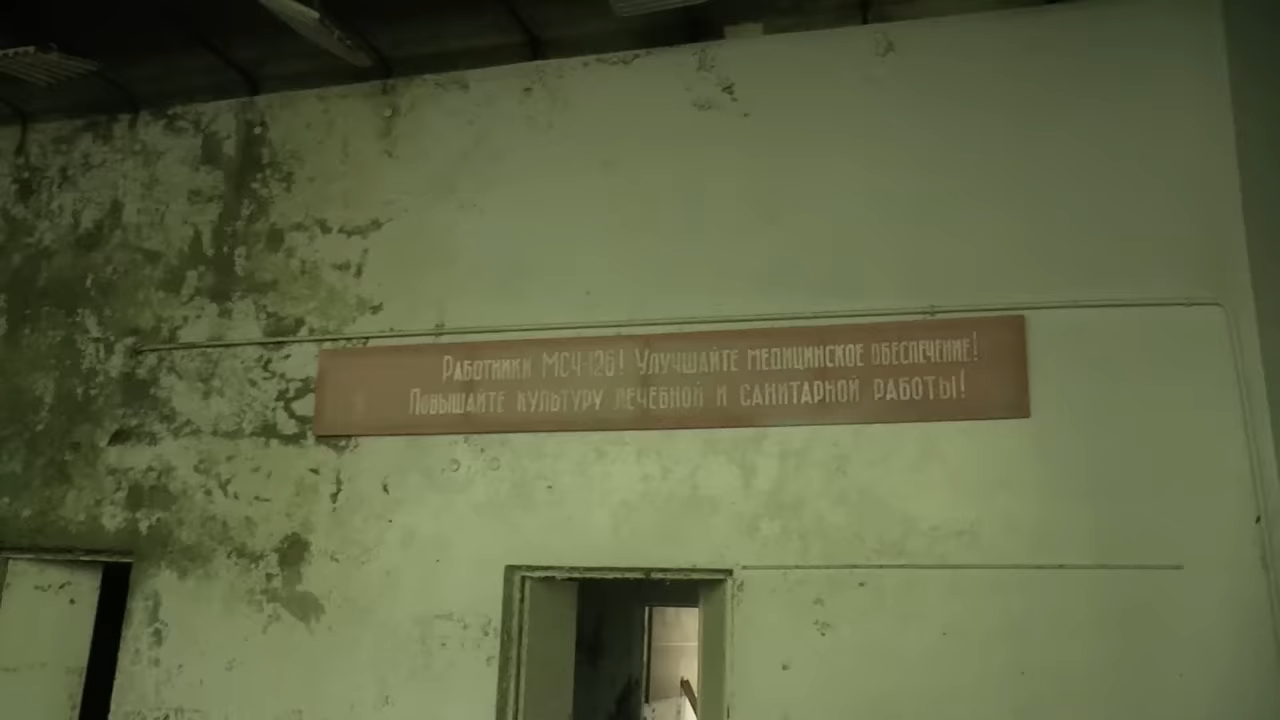 Работники МСЧ-126! Улучшайте медицинское обеспечение!
Повышайте культуру лечебной и санитарной работы!